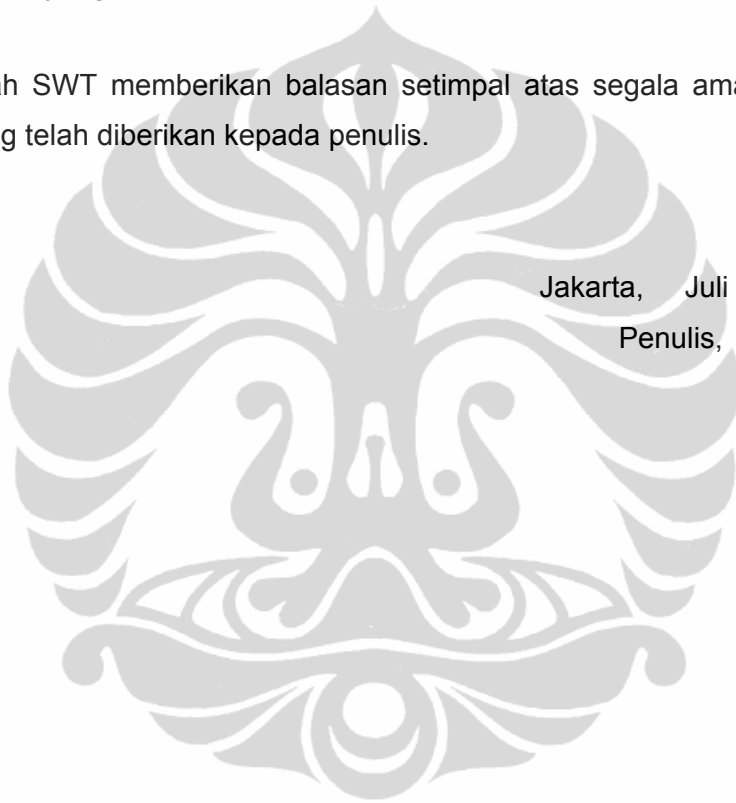 ah SWT memberikan balasan setimpal atas segala ama
g telah diberikan kepada penulis.
Jakarta, Juli
Penulis,